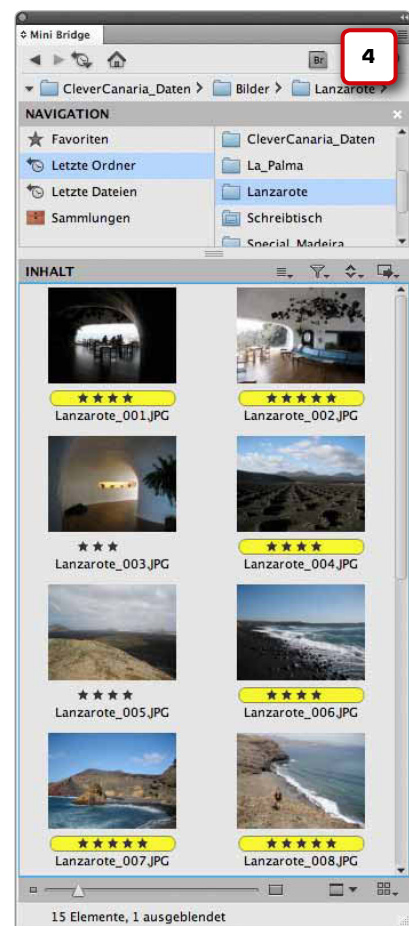 Mini Bridge
Br
4
CleverCanaria_Daten > Bilder > Lanzarote >
NAVIGATION
Favoriten
CleverCanaria_Daten
Letzte Ordner
La_Palma
Letzte Dateien
Lanzarote
Sammlungen
Schreibtisch
Special Madeira
INHALT
★★★★
★★★★★
Lanzarote_001.JPG
Lanzarote_002.JPG
★★★
★★★★
Lanzarote_003.JPG
Lanzarote_004.JPG
★★★★
★★★★
Lanzarote_005.JPG
Lanzarote_006.JPG
★★★★★
★★★★
Lanzarote_007.JPG
Lanzarote_008.JPG
15 Elemente, 1 ausgeblendet